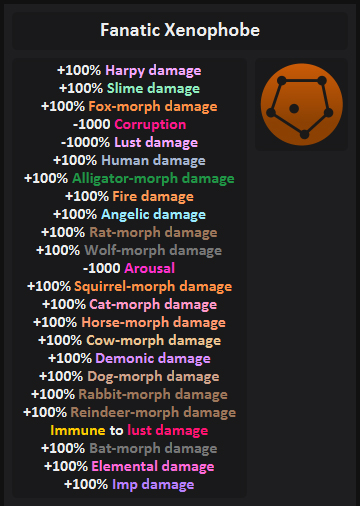 Fanatic Xenophobe
+100% Harpy damage
+100% Slime damage
+100% Fox-morph damage
-1000 Corruption
-1000% Lust damage
+100% Human damage
+100% Alligator-morph damage
+100% Fire damage
+100% Angelic damage
+100% Rat-morph damage
+100% Wolf-morph damage
-1000 Arousal
+100% Squirrel-morph damage
+100% Cat-morph damage
+100% Horse-morph damage
+100% Cow-morph damage
+100% Demonic damage
+100% Dog-morph damage
+100% Rabbit-morph damage
+100% Reindeer-morph damage
Immune to lust damage
+100% Bat-morph damage
+100% Elemental damage
+100% Imp damage